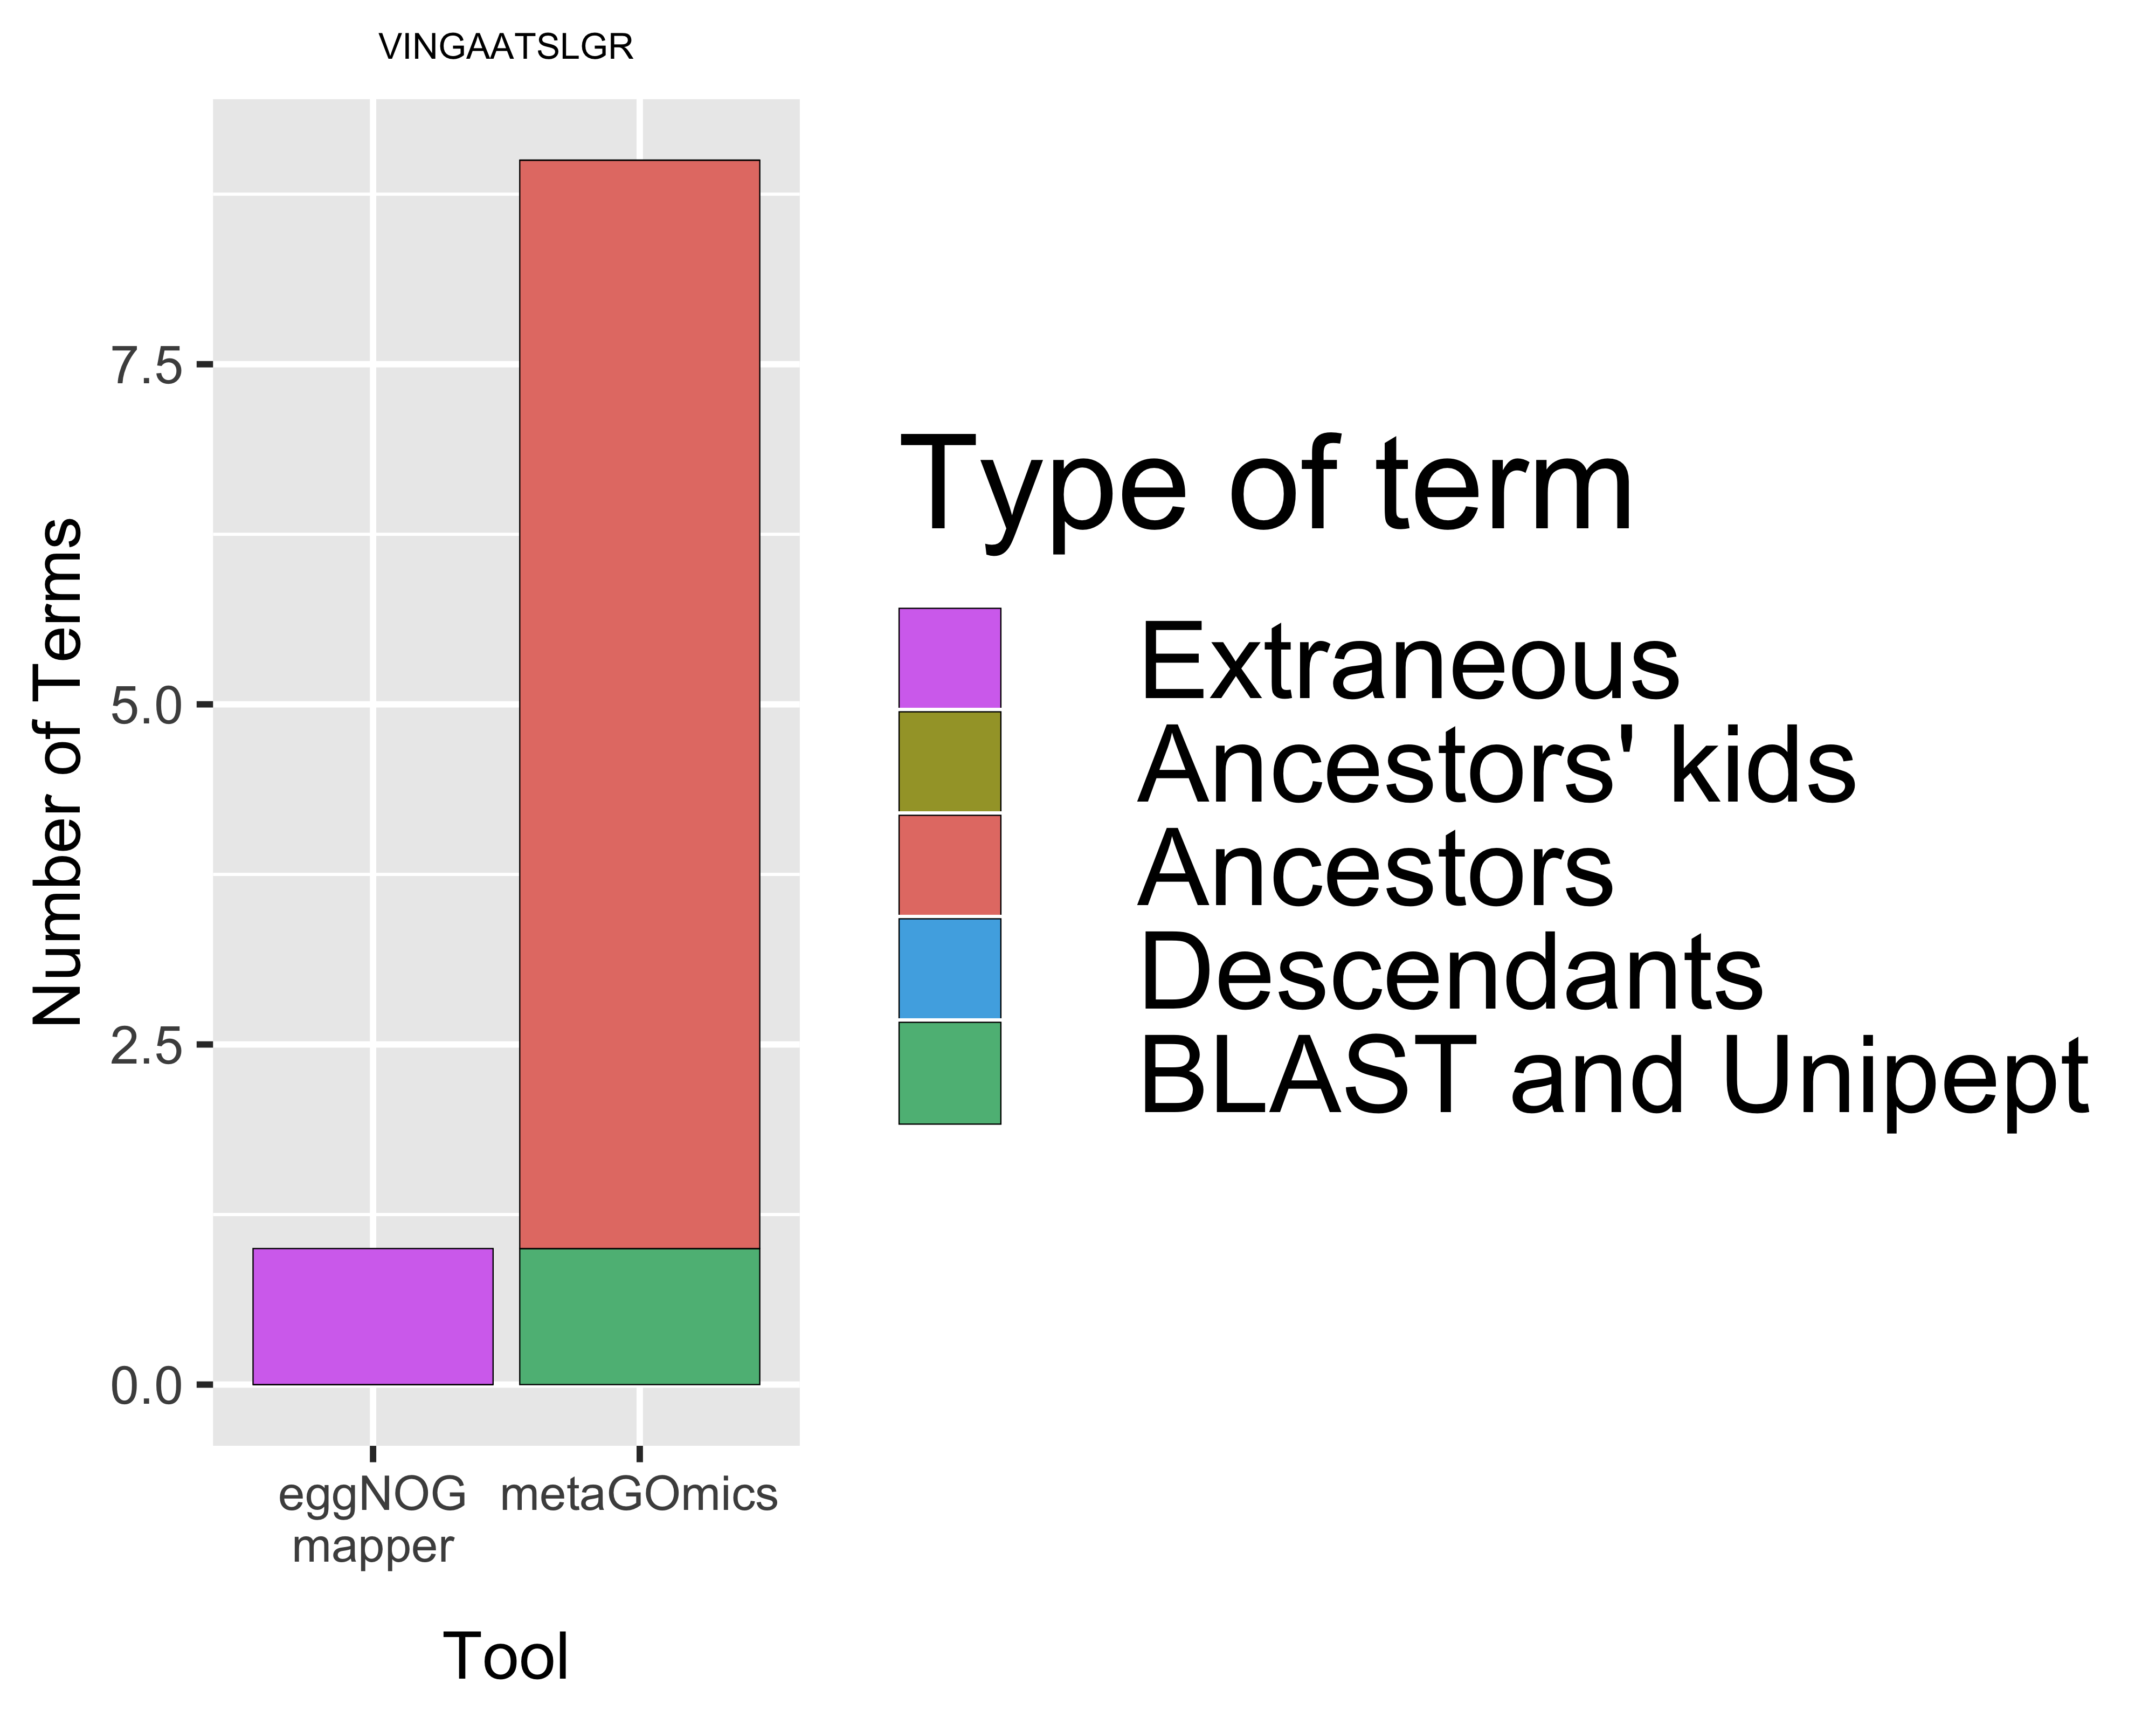 VINGAATSLGR
Number of Terms
7.5
5.0
2.5
0.0
eggNOG
mapper
metaGOmics
Tool
Type of term
Extraneous
Ancestors' kids
Ancestors
Descendants
BLAST and Unipept